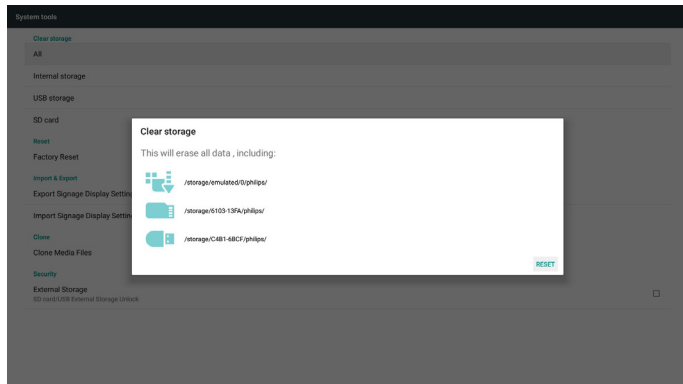 System tools
Clear storage
All
Internal storage
USB storage
SD card
Reset
Factory Reset
Import & Export
Export Signage Display Setting
Import Signage Display Settin
Clone
Clone Media Files
Security
External Storage
SD card/USB External Storage Unlock
Clear storage
This will erase all data , including:
/storage/emulated/0/philips/
/storage/6103-13FA/philips/
/storage/C4B1-6BCF/philips/
RESET